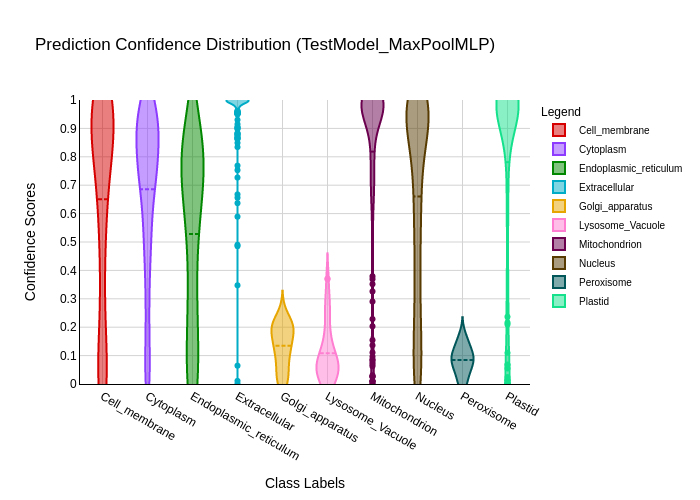 Prediction Confidence Distribution (TestModel_MaxPoolMLP)
Confidence Scores
1
0.9
0.8
0.7
0.6
0.5
0.4
0.3
0.2
0.1
0
Cell_membrane
Cytoplasm
Endoplasmic_reticulum
Extracellular
Golgi_apparatus
Lysosome_Vacuole
Mitochondrion
Nucleus
Peroxisome
Plastid
Class Labels
Legend
Cell_membrane
Cytoplasm
Endoplasmic_reticulum
Extracellular
Golgi_apparatus
Lysosome_Vacuole
Mitochondrion
Nucleus
Peroxisome
Plastid